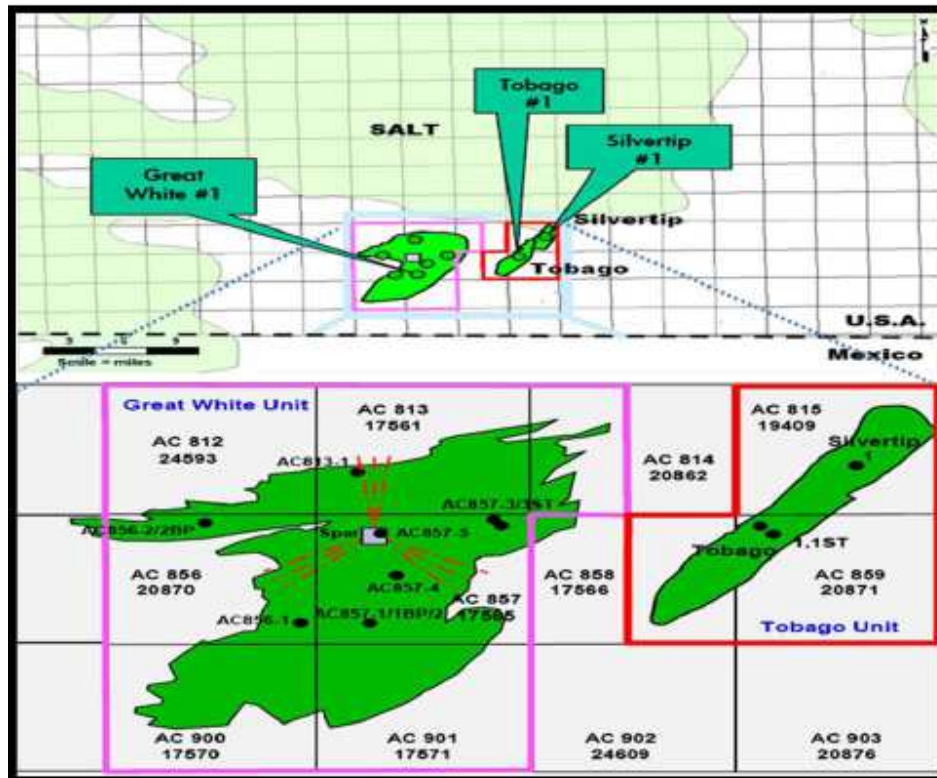 Tobago
#1
SALT
Silvertip
#1
Great
White #1
Silvertip
Tobago
U.S.A.
Mexico
Scale = miles
Great White Unit
AC 813
17561
AC 815
19409
AC 812
24593
Silvertip
1
AC 814
20862
AC813-1
AC857-3/3ST
AC856-2/2BP
Spar
AC857-5
Tobago
1,1ST
AC 856
20870
AC857-4
AC 858
17566
AC 859
20871
AC 857
17565
AC856-1
AC857-1/1BP/2
Tobago Unit
AC 900
17570
AC 901
17571
AC 902
24609
AC 903
20876